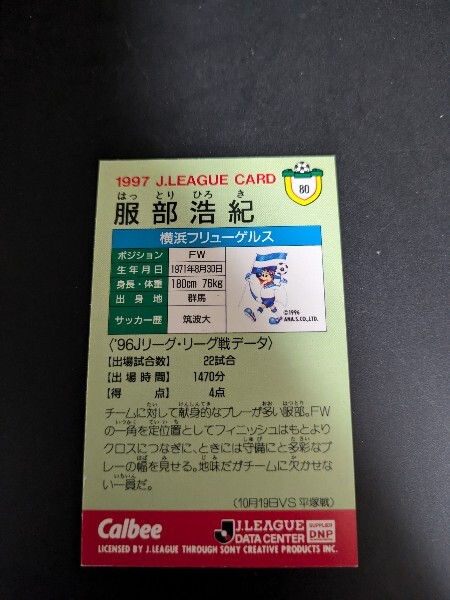 1997 J.LEAGUE CARD
80
はっ とり ひろ き
服部浩紀
横浜フリューゲルス
ポジション FW
生年月日 1971年8月30日
身長・体重 180cm 76kg
出身地 群馬
サッカー歴 筑波大
©1996
ANA.S.CO.,LTD.
〈'96Jリーグ・リーグ戦データ〉
【出場試合数】 22試合
【出場時間】 1470分
【得点】 4点
チームに対して献身的なプレーが多い服部。FW
の一角を定位置としてフィニッシュはもとより
クロスにつなぎに、ときには守備にと多彩なプ
レーの幅を見せる。地味だがチームに欠かせな
い一員だ。
(10月19日VS平塚戦)
Calbee
J.LEAGUE
DATA CENTER
SUPPLIER
DNP
LICENSED BY J.LEAGUE THROUGH SONY CREATIVE PRODUCTS INC.